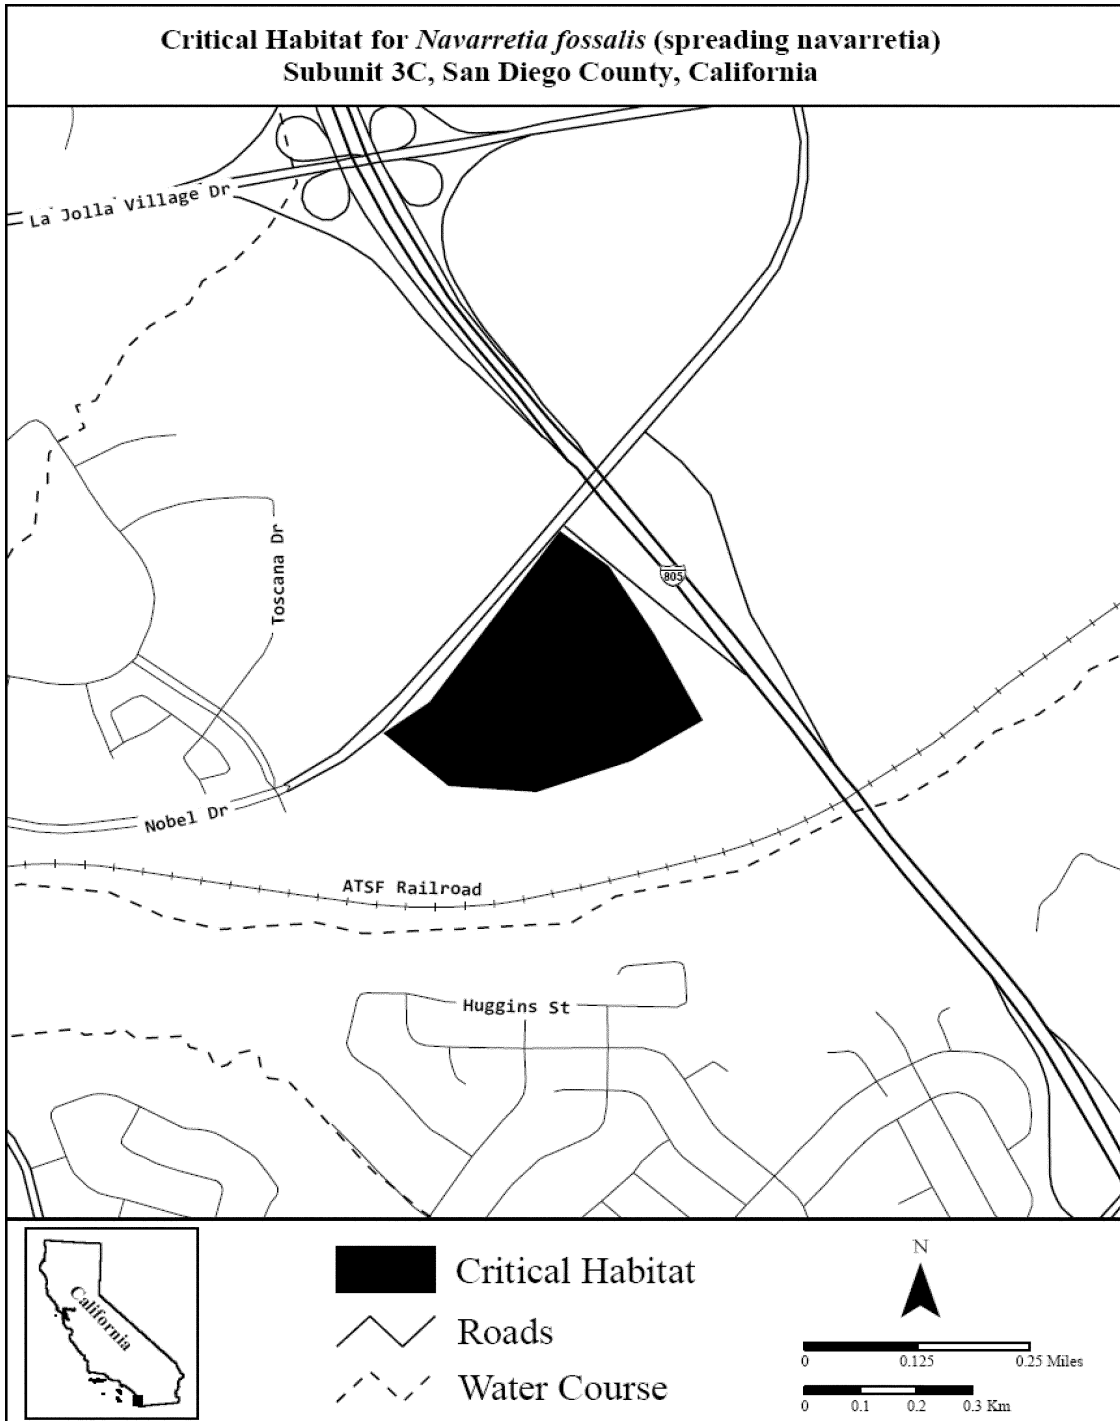 Critical Habitat for Navarretia fossalis (spreading navarretia)
Subunit 3C, San Diego County, California
La Jolla Village Dr
Toscana Dr
805
Nobel Dr
ATSF Railroad
Huggins St
California
Critical Habitat
Roads
Water Course
N
0 0.125 0.25 Miles
0 0.1 0.2 0.3 Km